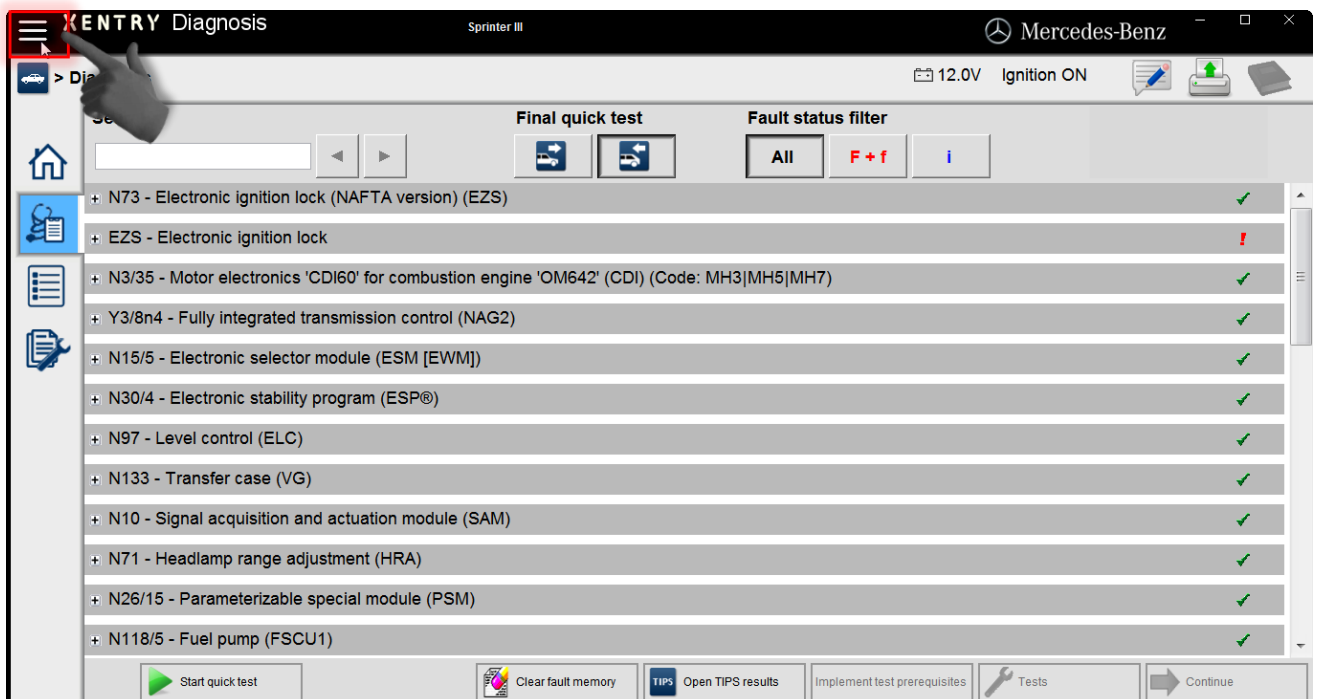 XENTRY Diagnosis
Sprinter III
Mercedes-Benz
12.0V
Ignition ON
Final quick test
Fault status filter
All
F + f
i
N73 - Electronic ignition lock (NAFTA version) (EZS)
EZS - Electronic ignition lock
N3/35 - Motor electronics 'CDI60' for combustion engine 'OM642' (CDI) (Code: MH3|MH5|MH7)
Y3/8n4 - Fully integrated transmission control (NAG2)
N15/5 - Electronic selector module (ESM [EWM])
N30/4 - Electronic stability program (ESP®)
N97 - Level control (ELC)
N133 - Transfer case (VG)
N10 - Signal acquisition and actuation module (SAM)
N71 - Headlamp range adjustment (HRA)
N26/15 - Parameterizable special module (PSM)
N118/5 - Fuel pump (FSCU1)
Start quick test
Clear fault memory
TIPS
Open TIPS results
Implement test prerequisites
Tests
Continue